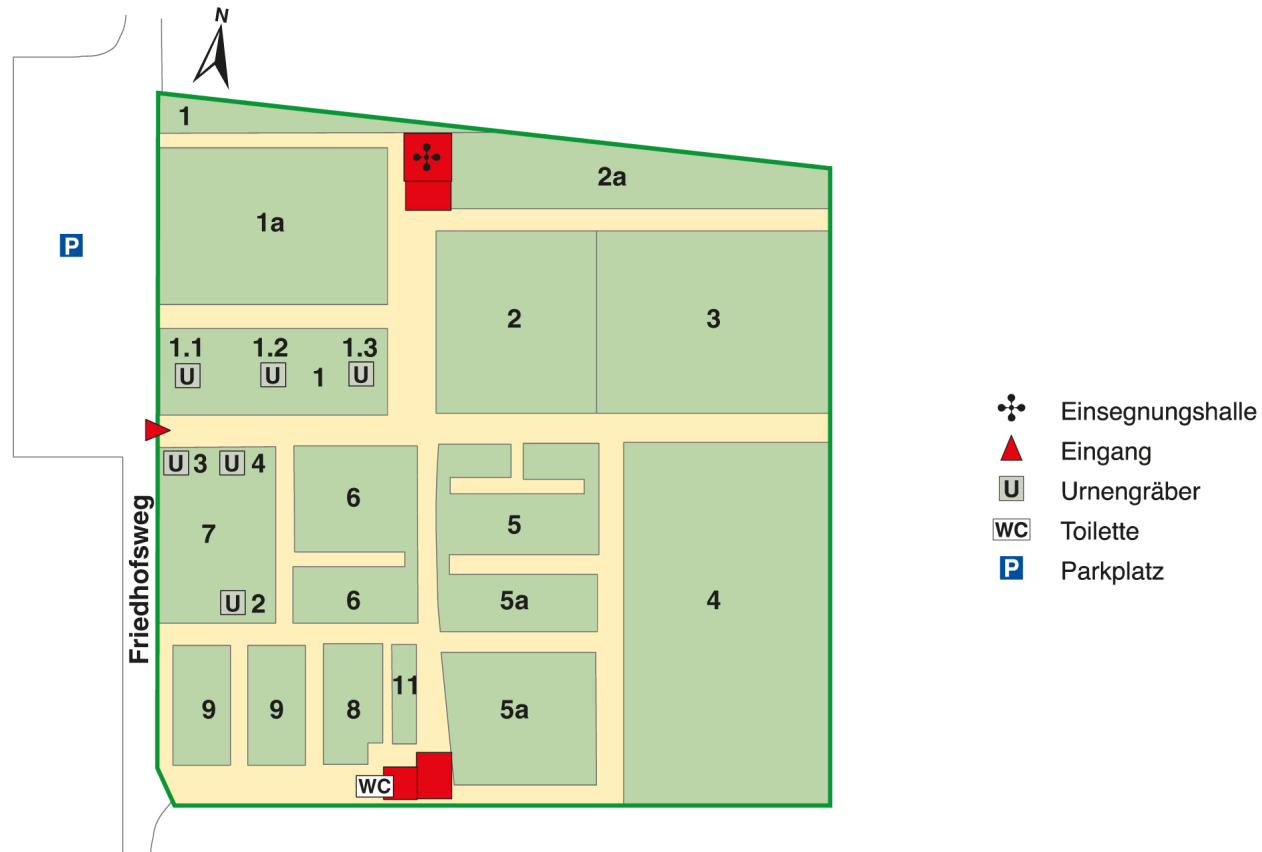 N
1
2a
1a
P
2
3
1.1
1.2
1.3
U
U
1
U
Einsegnungshalle
Eingang
U
Urnengräber
WC
Toilette
P
Parkplatz
U 3
U 4
6
7
5
Friedhofsweg
U 2
6
5a
4
9
9
8
11
5a
WC